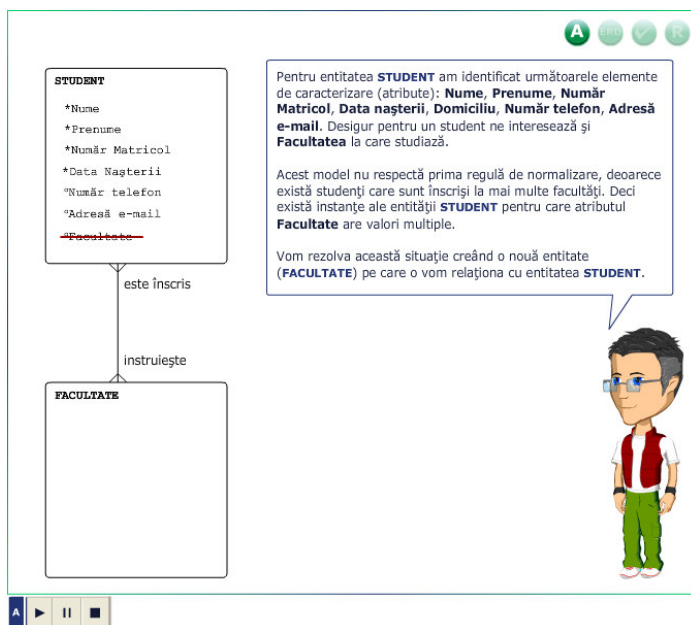 A ERD R
STUDENT
*Nume
*Prenume
*Număr Matricol
*Data Naşterii
°Număr telefon
°Adresă e-mail
°Facultate
este înscris
instruieşte
FACULTATE
Pentru entitatea STUDENT am identificat următoarele elemente
de caracterizare (atribute): Nume, Prenume, Număr
Matricol, Data naşterii, Domiciliu, Număr telefon, Adresă
e-mail. Desigur pentru un student ne interesează şi
Facultatea la care studiază.
Acest model nu respectă prima regulă de normalizare, deoarece
există studenţi care sunt înscrişi la mai multe facultăţi. Deci
există instanţe ale entităţii STUDENT pentru care atributul
Facultate are valori multiple.
Vom rezolva această situaţie creând o nouă entitate
(FACULTATE) pe care o vom relaţiona cu entitatea STUDENT.
A